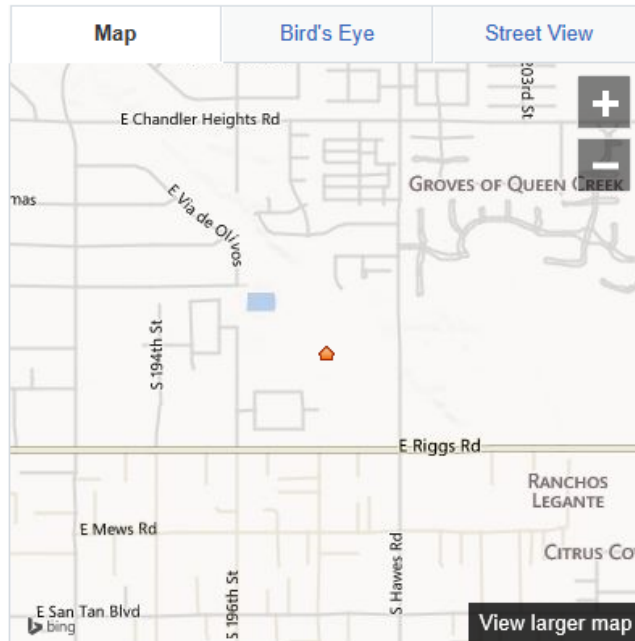 Map
Bird's Eye
Street View
203rd St
+
−
E Chandler Heights Rd
GROVES OF QUEEN CREEK
mas
E Via de Olivos
S 194th St
E Riggs Rd
RANCHOS
LEGANTE
E Mews Rd
CITRUS CO
S 196th St
S Hawes Rd
E San Tan Blvd
bing
View larger map